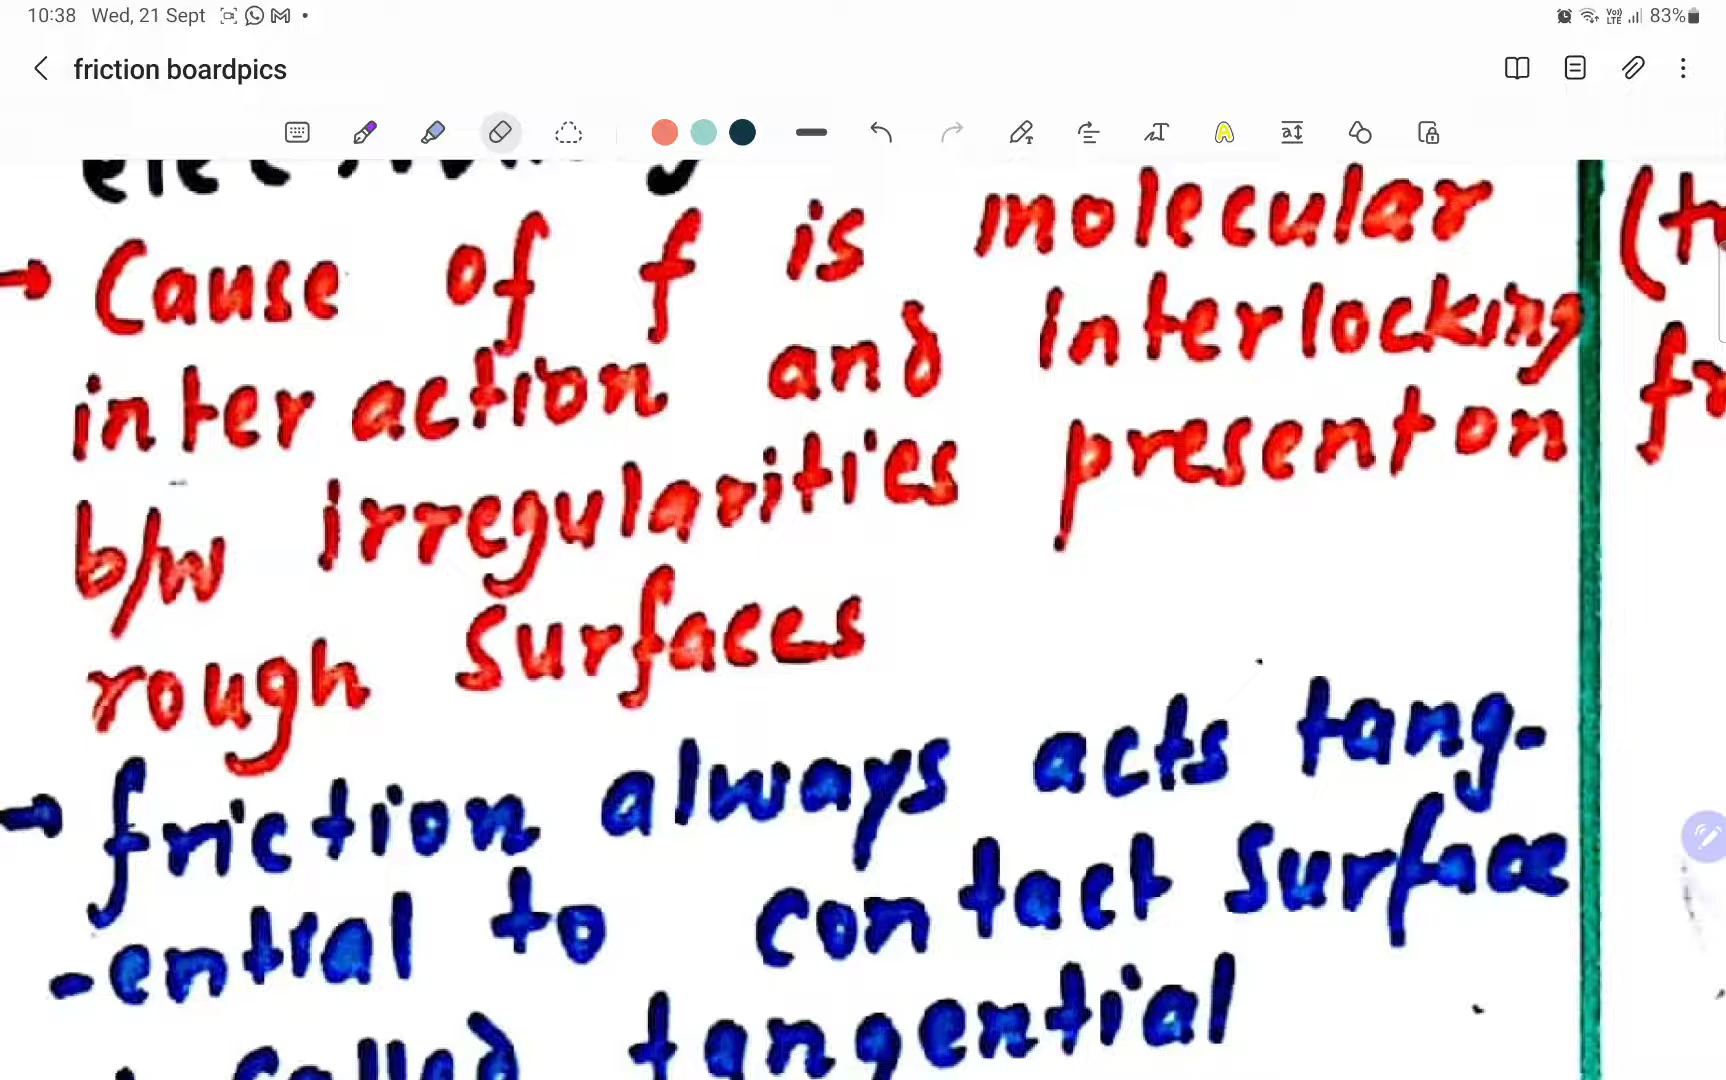 10:38 Wed, 21 Sept
83%
friction boardpics
→ Cause of f is molecular
inter action and interlocking
b/w irregularities present on
rough surfaces
→ friction always acts tang-
-ential to contact surface
called tangential